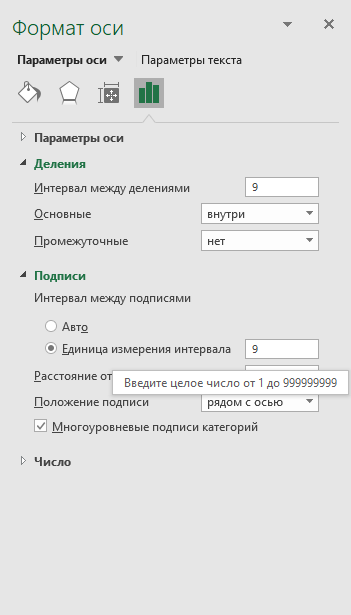 Формат оси
Параметры оси Параметры текста
Параметры оси
Деления
Интервал между делениями 9
Основные внутри
Промежуточные нет
Подписи
Интервал между подписями
Авто
Единица измерения интервала 9
Расстояние от
Введите целое число от 1 до 999999999
Положение подписи рядом с осью
Многоуровневые подписи категорий
Число